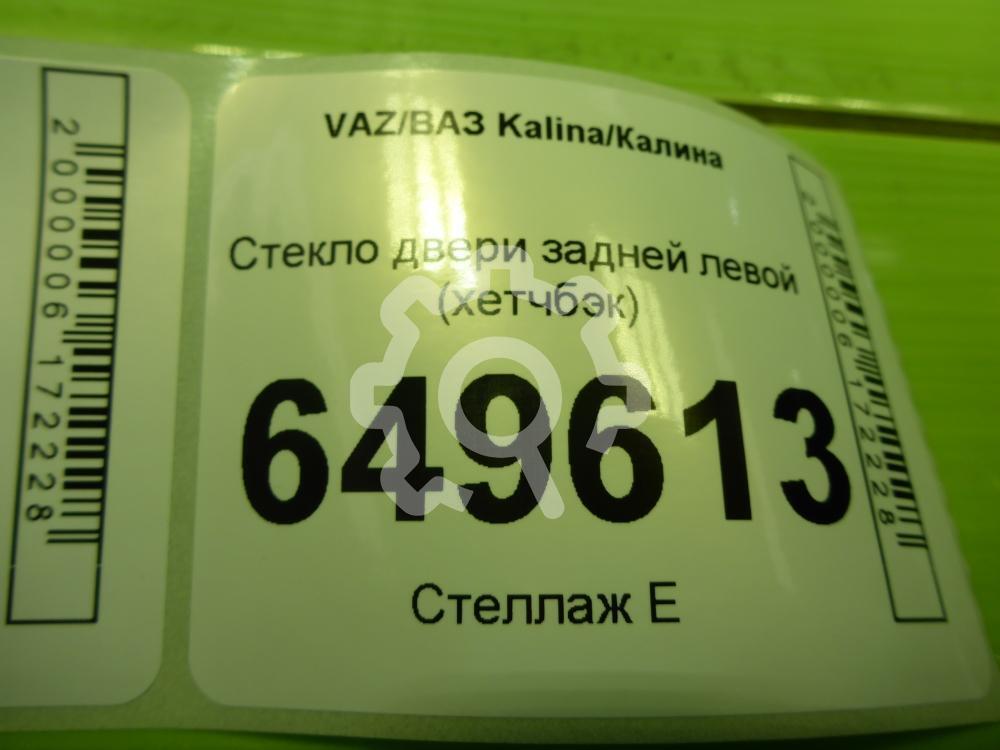 2000006172228
VAZ/ВАЗ Kalina/Калина
Стекло двери задней левой
(хетчбэк)
649613
Стеллаж Е
2000006172228